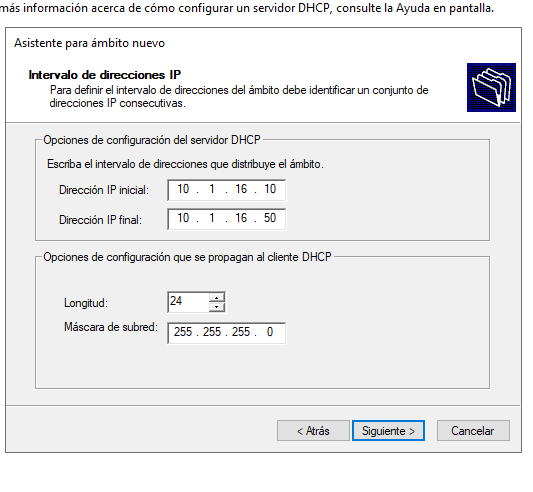 más información acerca de cómo configurar un servidor DHCP, consulte la Ayuda en pantalla.
Asistente para ámbito nuevo
Intervalo de direcciones IP
Para definir el intervalo de direcciones del ámbito debe identificar un conjunto de
direcciones IP consecutivas.
Opciones de configuración del servidor DHCP
Escriba el intervalo de direcciones que distribuye el ámbito.
Dirección IP inicial: 10 . 1 . 16 . 10
Dirección IP final: 10 . 1 . 16 . 50
Opciones de configuración que se propagan al cliente DHCP
Longitud: 24
Máscara de subred: 255 . 255 . 255 . 0
< Atrás Siguiente > Cancelar